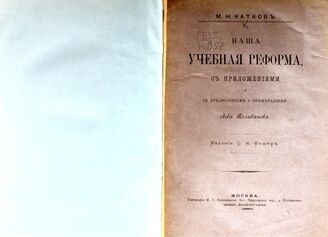 М. Н. КАТКОВЪ
НАША
УЧЕБНАЯ РЕФОРМА,
СЪ ПРИЛОЖЕНІЯМИ
И
СЪ ПРЕДИСЛОВІЕМЪ И ПРИМѢЧАНІЯМИ
Льва Поливанова.
Изданіе С. Н. Фишеръ.
МОСКВА.